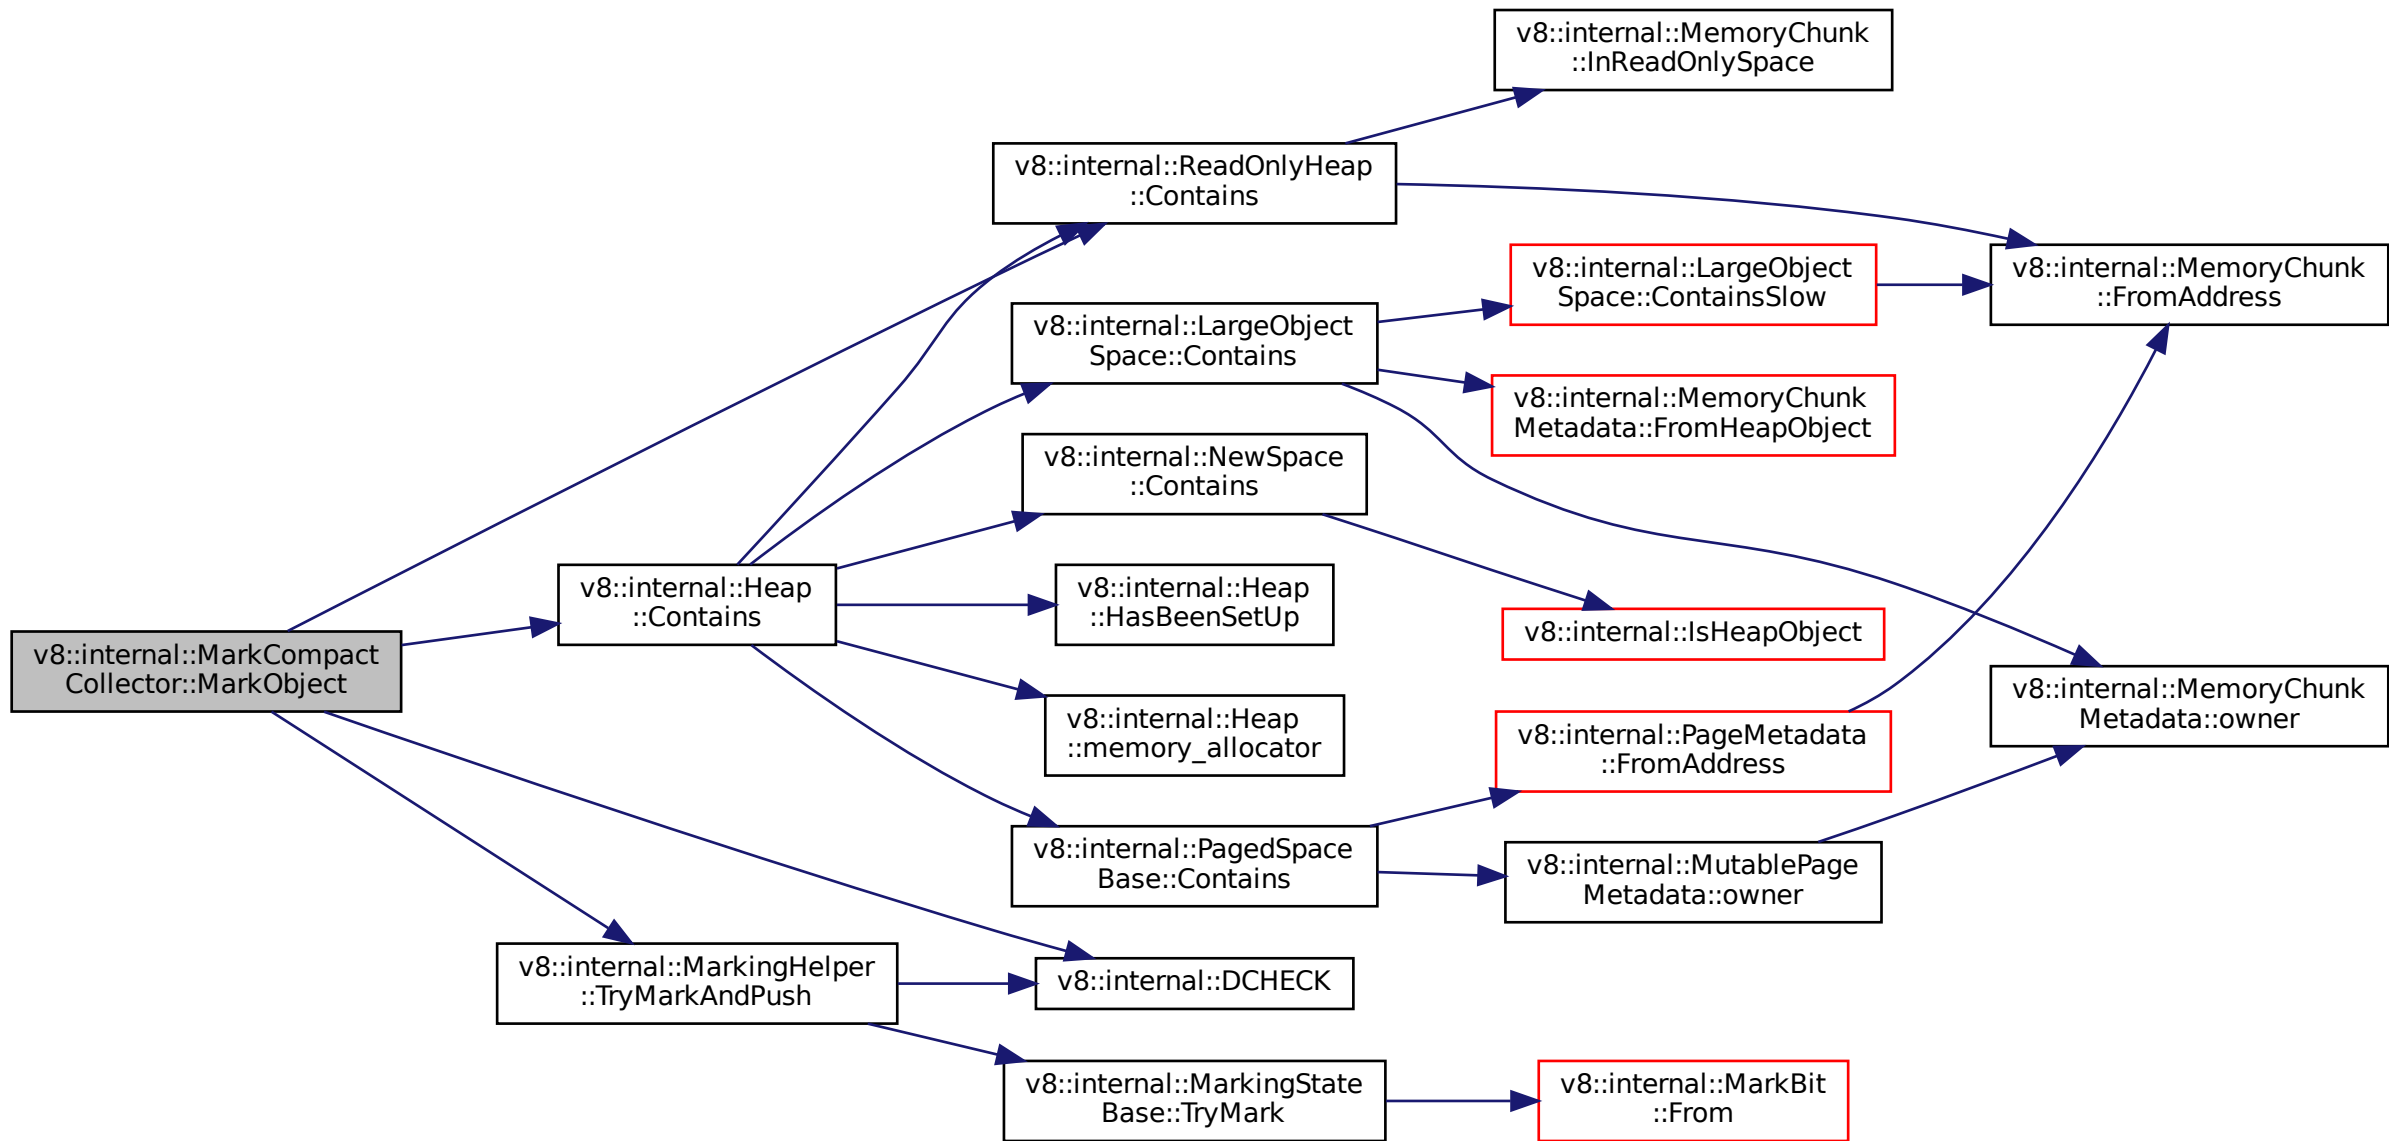 v8::internal::MarkCompact
Collector::MarkObject
v8::internal::Heap
::Contains
v8::internal::MarkingHelper
::TryMarkAndPush
v8::internal::ReadOnlyHeap
::Contains
v8::internal::LargeObject
Space::Contains
v8::internal::NewSpace
::Contains
v8::internal::Heap
::HasBeenSetUp
v8::internal::Heap
::memory_allocator
v8::internal::PagedSpace
Base::Contains
v8::internal::DCHECK
v8::internal::MarkingState
Base::TryMark
v8::internal::MemoryChunk
::InReadOnlySpace
v8::internal::LargeObject
Space::ContainsSlow
v8::internal::MemoryChunk
Metadata::FromHeapObject
v8::internal::IsHeapObject
v8::internal::PageMetadata
::FromAddress
v8::internal::MutablePage
Metadata::owner
v8::internal::MarkBit
::From
v8::internal::MemoryChunk
::FromAddress
v8::internal::MemoryChunk
Metadata::owner